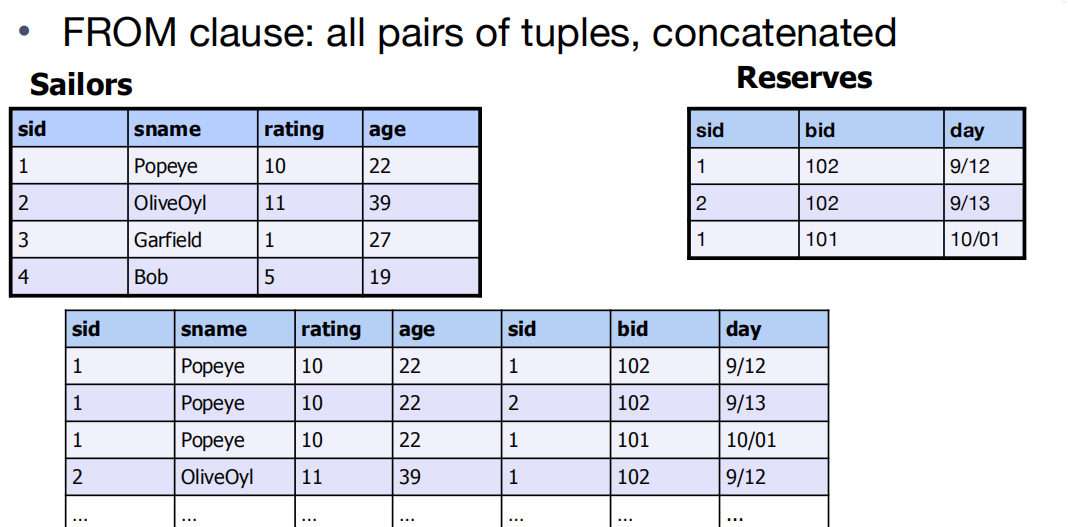 • FROM clause: all pairs of tuples, concatenated
Sailors
sid sname rating age
1 Popeye 10 22
2 OliveOyl 11 39
3 Garfield 1 27
4 Bob 5 19
Reserves
sid bid day
1 102 9/12
2 102 9/13
1 101 10/01
sid sname rating age sid bid day
1 Popeye 10 22 1 102 9/12
1 Popeye 10 22 2 102 9/13
1 Popeye 10 22 1 101 10/01
2 OliveOyl 11 39 1 102 9/12
... ... ... ... ... ... ...